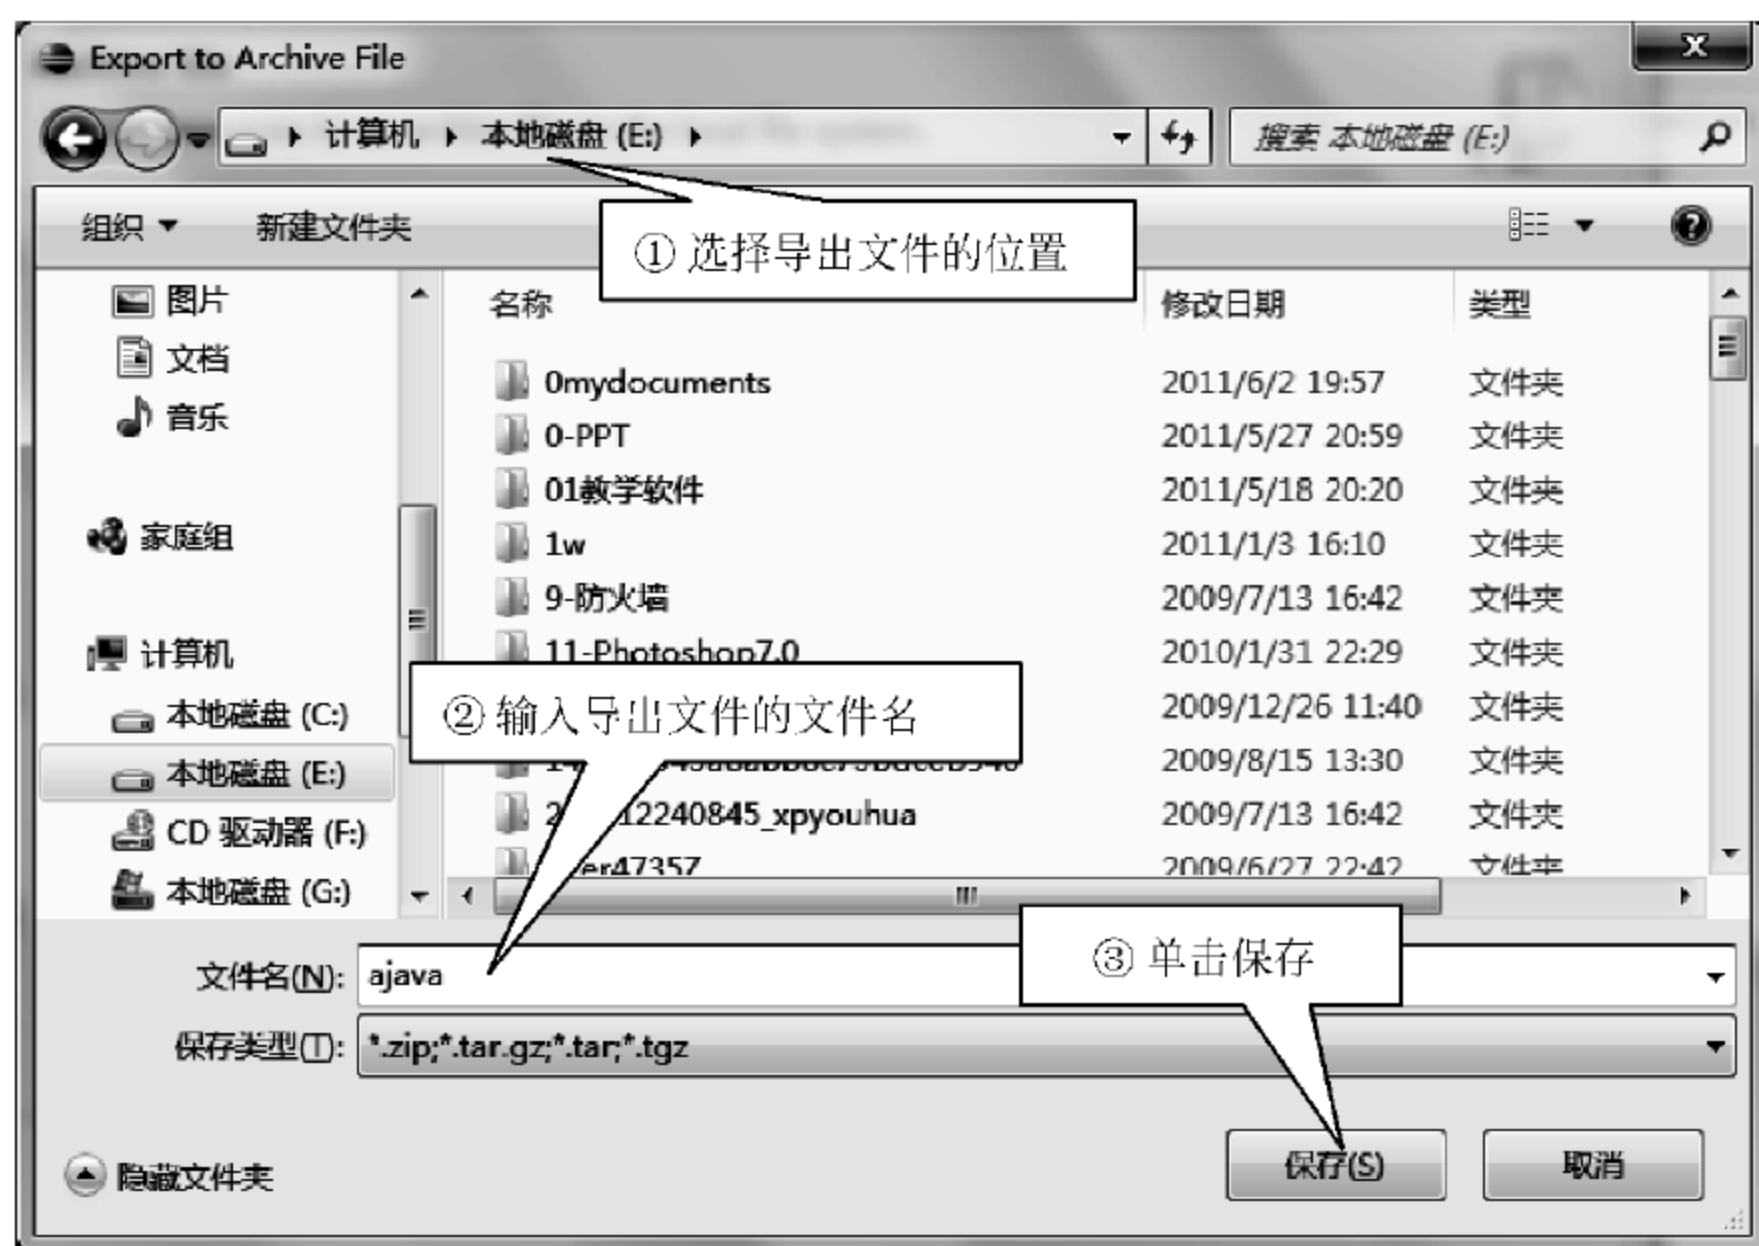 Export to Archive File
计算机 本地磁盘 (E:)
搜索 本地磁盘 (E:)
组织 新建文件夹
① 选择导出文件的位置
名称 修改日期 类型
图片
文档
音乐
家庭组
计算机
本地磁盘 (C:)
本地磁盘 (E:)
CD 驱动器 (F:)
本地磁盘 (G:)
0mydocuments 2011/6/2 19:57 文件夹
0-PPT 2011/5/27 20:59 文件夹
01教学软件 2011/5/18 20:20 文件夹
1w 2011/1/3 16:10 文件夹
9-防火墙 2009/7/13 16:42 文件夹
11-Photoshop7.0 2010/1/31 22:29 文件夹
2009/12/26 11:40 文件夹
2009/8/15 13:30 文件夹
12240845_xpyouhua 2009/7/13 16:42 文件夹
er47357 2009/6/27 22:42 文件夹
② 输入导出文件的文件名
③ 单击保存
文件名(N): ajava
保存类型(T): *.zip;*.tar.gz;*.tar;*.tgz
隐藏文件夹
保存(S) 取消